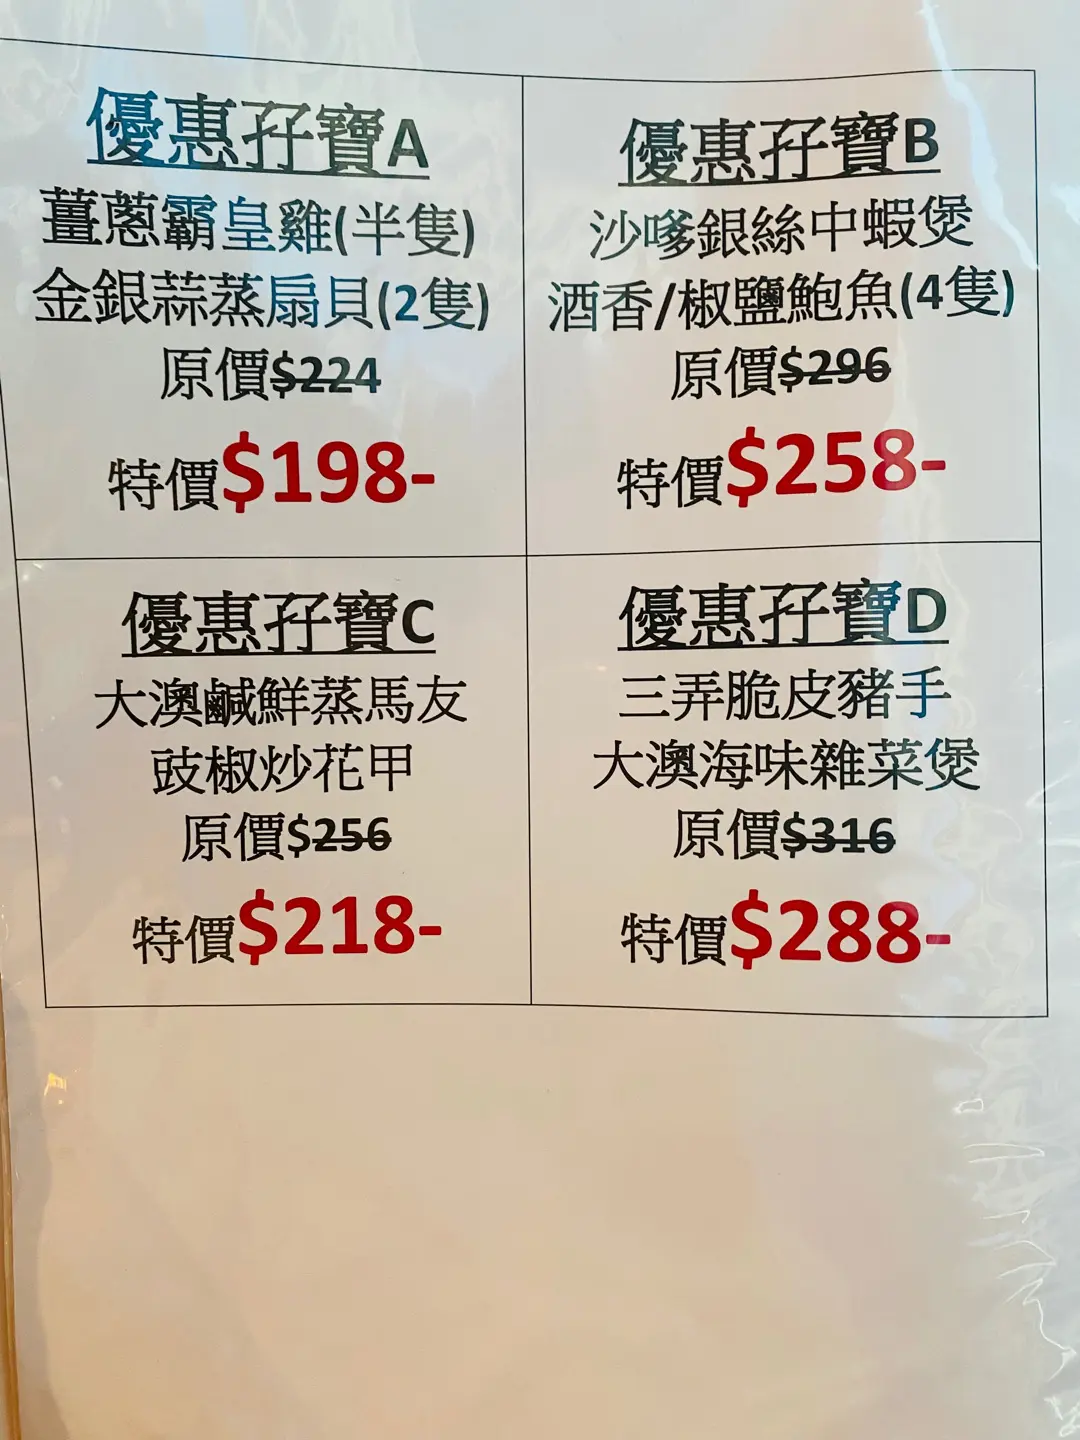 優惠孖寶A
薑蔥霸皇雞(半隻)
金銀蒜蒸扇貝(2隻)
原價$224
特價$198-
優惠孖寶B
沙嗲銀絲中蝦煲
酒香/椒鹽鮑魚(4隻)
原價$296
特價$258-
優惠孖寶C
大澳鹹鮮蒸馬友
豉椒炒花甲
原價$256
特價$218-
優惠孖寶D
三弄脆皮豬手
大澳海味雜菜煲
原價$316
特價$288-